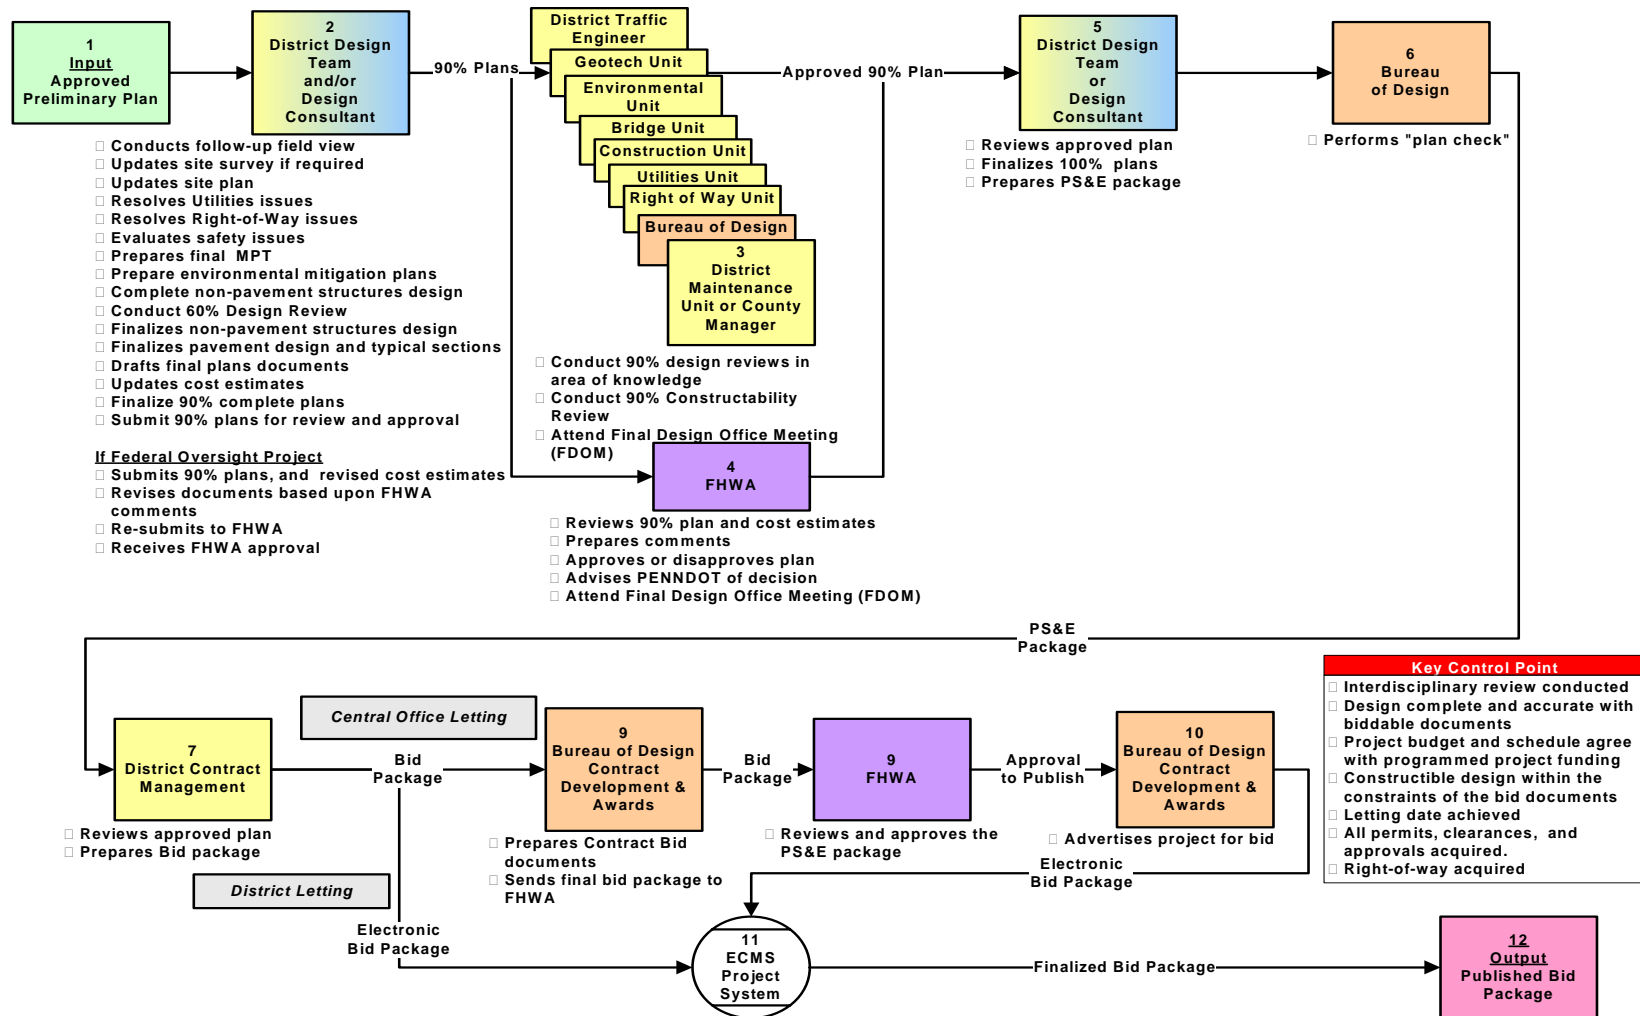 1
Input
Approved
Preliminary Plan
2
District Design
Team
and/or
Design
Consultant
90% Plans
District Traffic
Engineer
Geotech Unit
Environmental
Unit
Bridge Unit
Construction Unit
Utilities Unit
Right of Way Unit
Bureau of Design
3
District
Maintenance
Unit or County
Manager
Approved 90% Plan
5
District Design
Team
or
Design
Consultant
6
Bureau
of Design
Conducts follow-up field view
Updates site survey if required
Updates site plan
Resolves Utilities issues
Resolves Right-of-Way issues
Evaluates safety issues
Prepares final MPT
Prepare environmental mitigation plans
Complete non-pavement structures design
Conduct 60% Design Review
Finalizes non-pavement structures design
Finalizes pavement design and typical sections
Drafts final plans documents
Updates cost estimates
Finalize 90% complete plans
Submit 90% plans for review and approval
If Federal Oversight Project
Submits 90% plans, and revised cost estimates
Revises documents based upon FHWA
comments
Re-submits to FHWA
Receives FHWA approval
Conduct 90% design reviews in
area of knowledge
Conduct 90% Constructability
Review
Attend Final Design Office Meeting
(FDOM)
4
FHWA
Reviews 90% plan and cost estimates
Prepares comments
Approves or disapproves plan
Advises PENNDOT of decision
Attend Final Design Office Meeting (FDOM)
Reviews approved plan
Finalizes 100% plans
Prepares PS&E package
Performs "plan check"
PS&E
Package
Key Control Point
Interdisciplinary review conducted
Design complete and accurate with
biddable documents
Project budget and schedule agree
with programmed project funding
Constructible design within the
constraints of the bid documents
Letting date achieved
All permits, clearances, and
approvals acquired.
Right-of-way acquired
7
District Contract
Management
Reviews approved plan
Prepares Bid package
Central Office Letting
Bid
Package
9
Bureau of Design
Contract
Development &
Awards
Prepares Contract Bid
documents
Sends final bid package to
FHWA
Bid
Package
9
FHWA
Reviews and approves the
PS&E package
Approval
to Publish
10
Bureau of Design
Contract
Development &
Awards
Advertises project for bid
Electronic
Bid Package
District Letting
Electronic
Bid Package
11
ECMS
Project
System
Finalized Bid Package
12
Output
Published Bid
Package